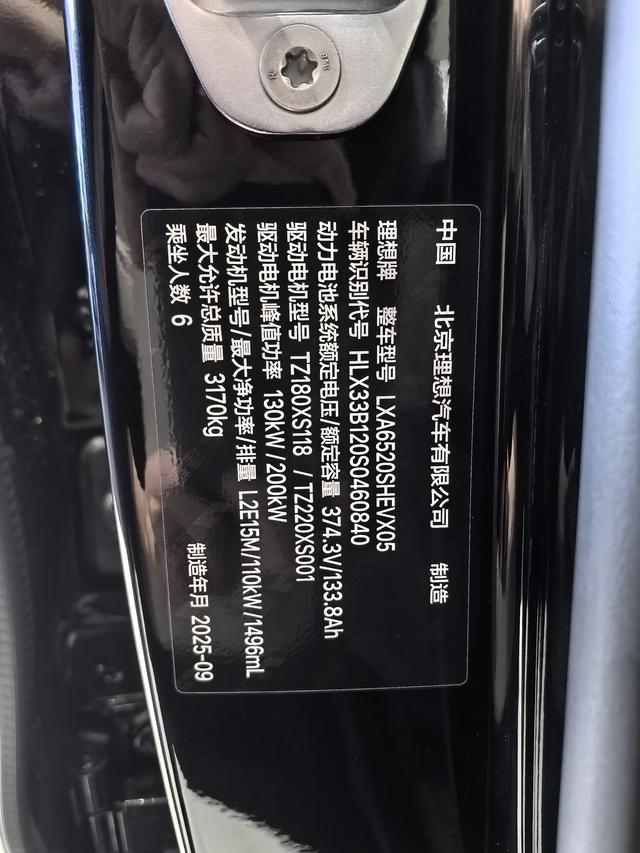 中国 北京理想汽车有限公司 制造
理想牌 整车型号 LXA6520SHEVX05
车辆识别代号 HLX33B120S0460840
动力电池系统额定电压/额定容量 374.3V/133.8Ah
驱动电机型号 TZ180XS118 / TZ220XS001
驱动电机峰值功率 130kW/200kW
发动机型号/最大净功率/排量 L2E15M/110kW/1496mL
最大允许总质量 3170kg
乘坐人数 6 制造年月 2025-09